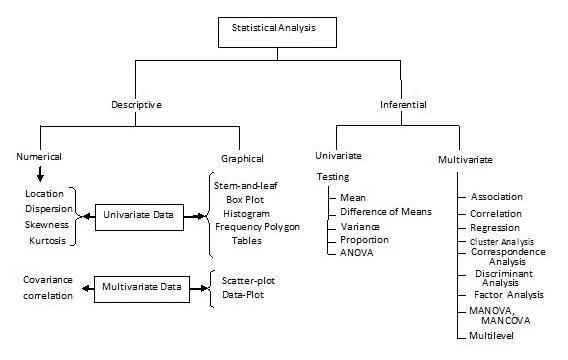 Statistical Analysis
Descriptive
Inferential
Numerical
Graphical
Location
Dispersion
Skewness
Kurtosis
Univariate Data
Stem-and-leaf
Box Plot
Histogram
Frequency Polygon
Tables
Covariance
correlation
Multivariate Data
Scatter-plot
Data-Plot
Univariate
Testing
Mean
Difference of Means
Variance
Proportion
ANOVA
Multivariate
Association
Correlation
Regression
Cluster Analysis
Correspondence
Analysis
Discriminant
Analysis
Factor Analysis
MANOVA,
MANCOVA
Multilevel